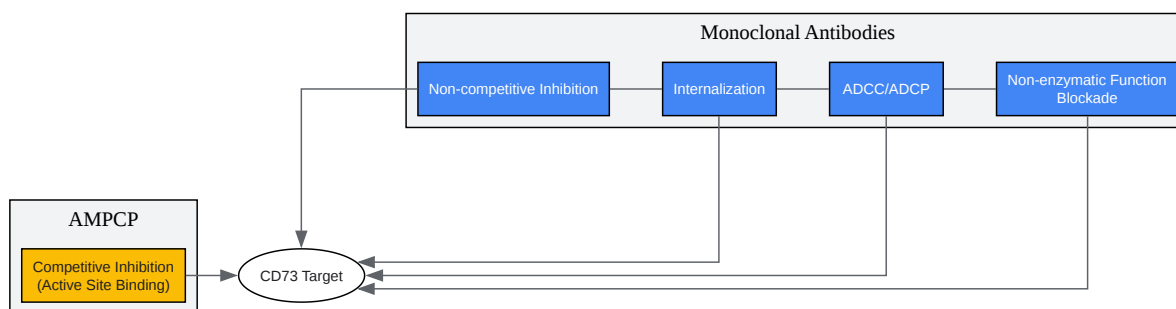 Monoclonal Antibodies
Non-competitive Inhibition
Internalization
ADCC/ADCP
Non-enzymatic Function
Blockade
AMPCP
Competitive Inhibition
(Active Site Binding)
CD73 Target